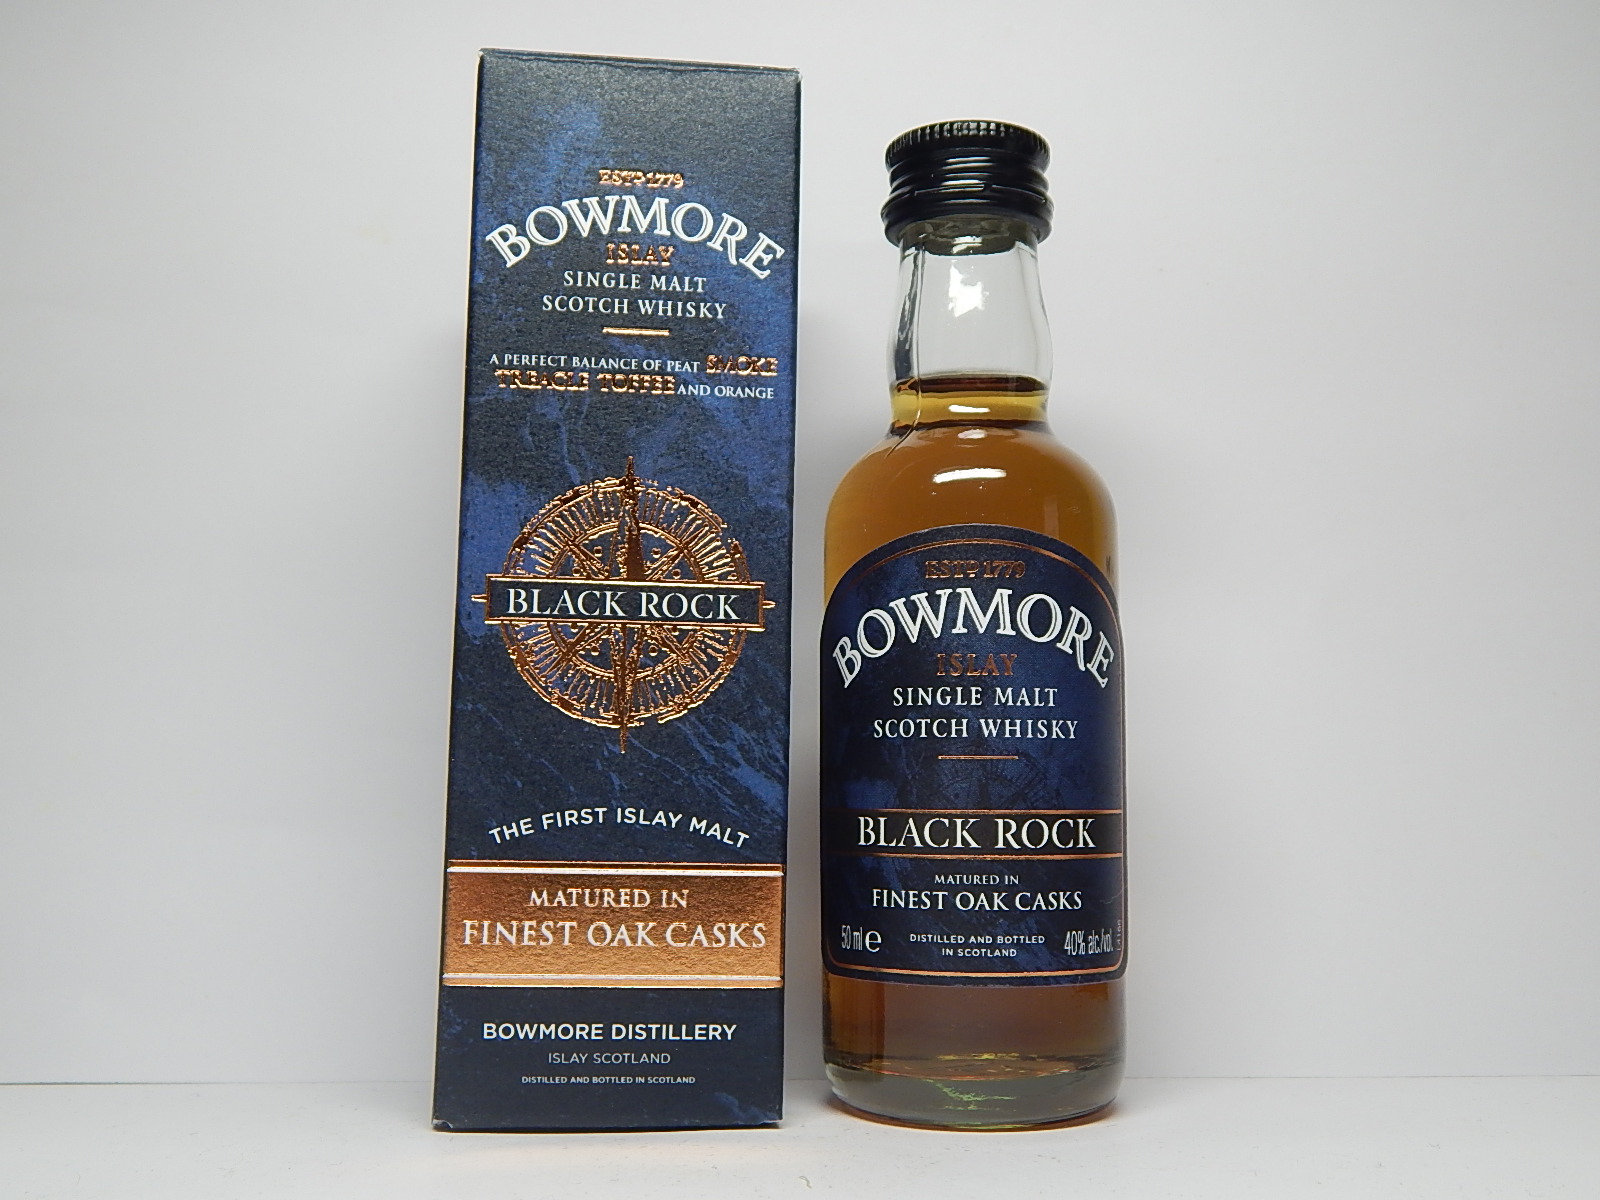 ESTD 1779
BOWMORE
ISLAY
SINGLE MALT
SCOTCH WHISKY
A PERFECT BALANCE OF PEAT SMOKE
TREACLE TOFFEE AND ORANGE
BLACK ROCK
THE FIRST ISLAY MALT
MATURED IN
FINEST OAK CASKS
BOWMORE DISTILLERY
ISLAY SCOTLAND
DISTILLED AND BOTTLED IN SCOTLAND
ESTD 1779
BOWMORE
ISLAY
SINGLE MALT
SCOTCH WHISKY
BLACK ROCK
MATURED IN
FINEST OAK CASKS
50 ml e
DISTILLED AND BOTTLED
IN SCOTLAND
40% alc./vol.